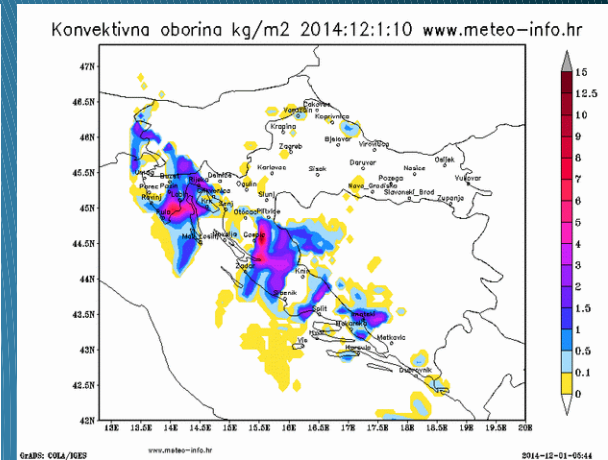 Konvektivna oborina kg/m2 2014:12:1:10 www.meteo-info.hr
47N
46.5N
46N
45.5N
45N
44.5N
44N
43.5N
43N
42.5N
42N
13E
13.5E
14E
14.5E
15E
15.5E
16E
16.5E
17E
17.5E
18E
18.5E
19E
19.5E
20E
Cakovec
Varazdin
Koprivnica
Krapina
Bjelovar
Virovitica
Zagreb
Osijek
Daruvar
Nasice
Karlovac
Sisak
Pozega
Vukovar
Nova_Gradiska
Slavonski_Brod
Zupanja
Delnice
Ogulin
Slunj
Umag
Buzet
Rijeka
Porec
Pazin
Labin
Rovinj
Crikvenica
Krk
Senj
Pula
Otocac
Plitvice
Mali_Losinj
Gospic
Zadar
Knin
Sibenik
Split
Imotski
Makarska
Hvar
Vis
Metkovic
Korcula
Dubrovnik
15
12.5
10
9
8
7
6
5
4
3
2
1.5
1
0.5
0.1
0
GrADS: COLA/IGES
www.meteo-info.hr
2014-12-01-05:44